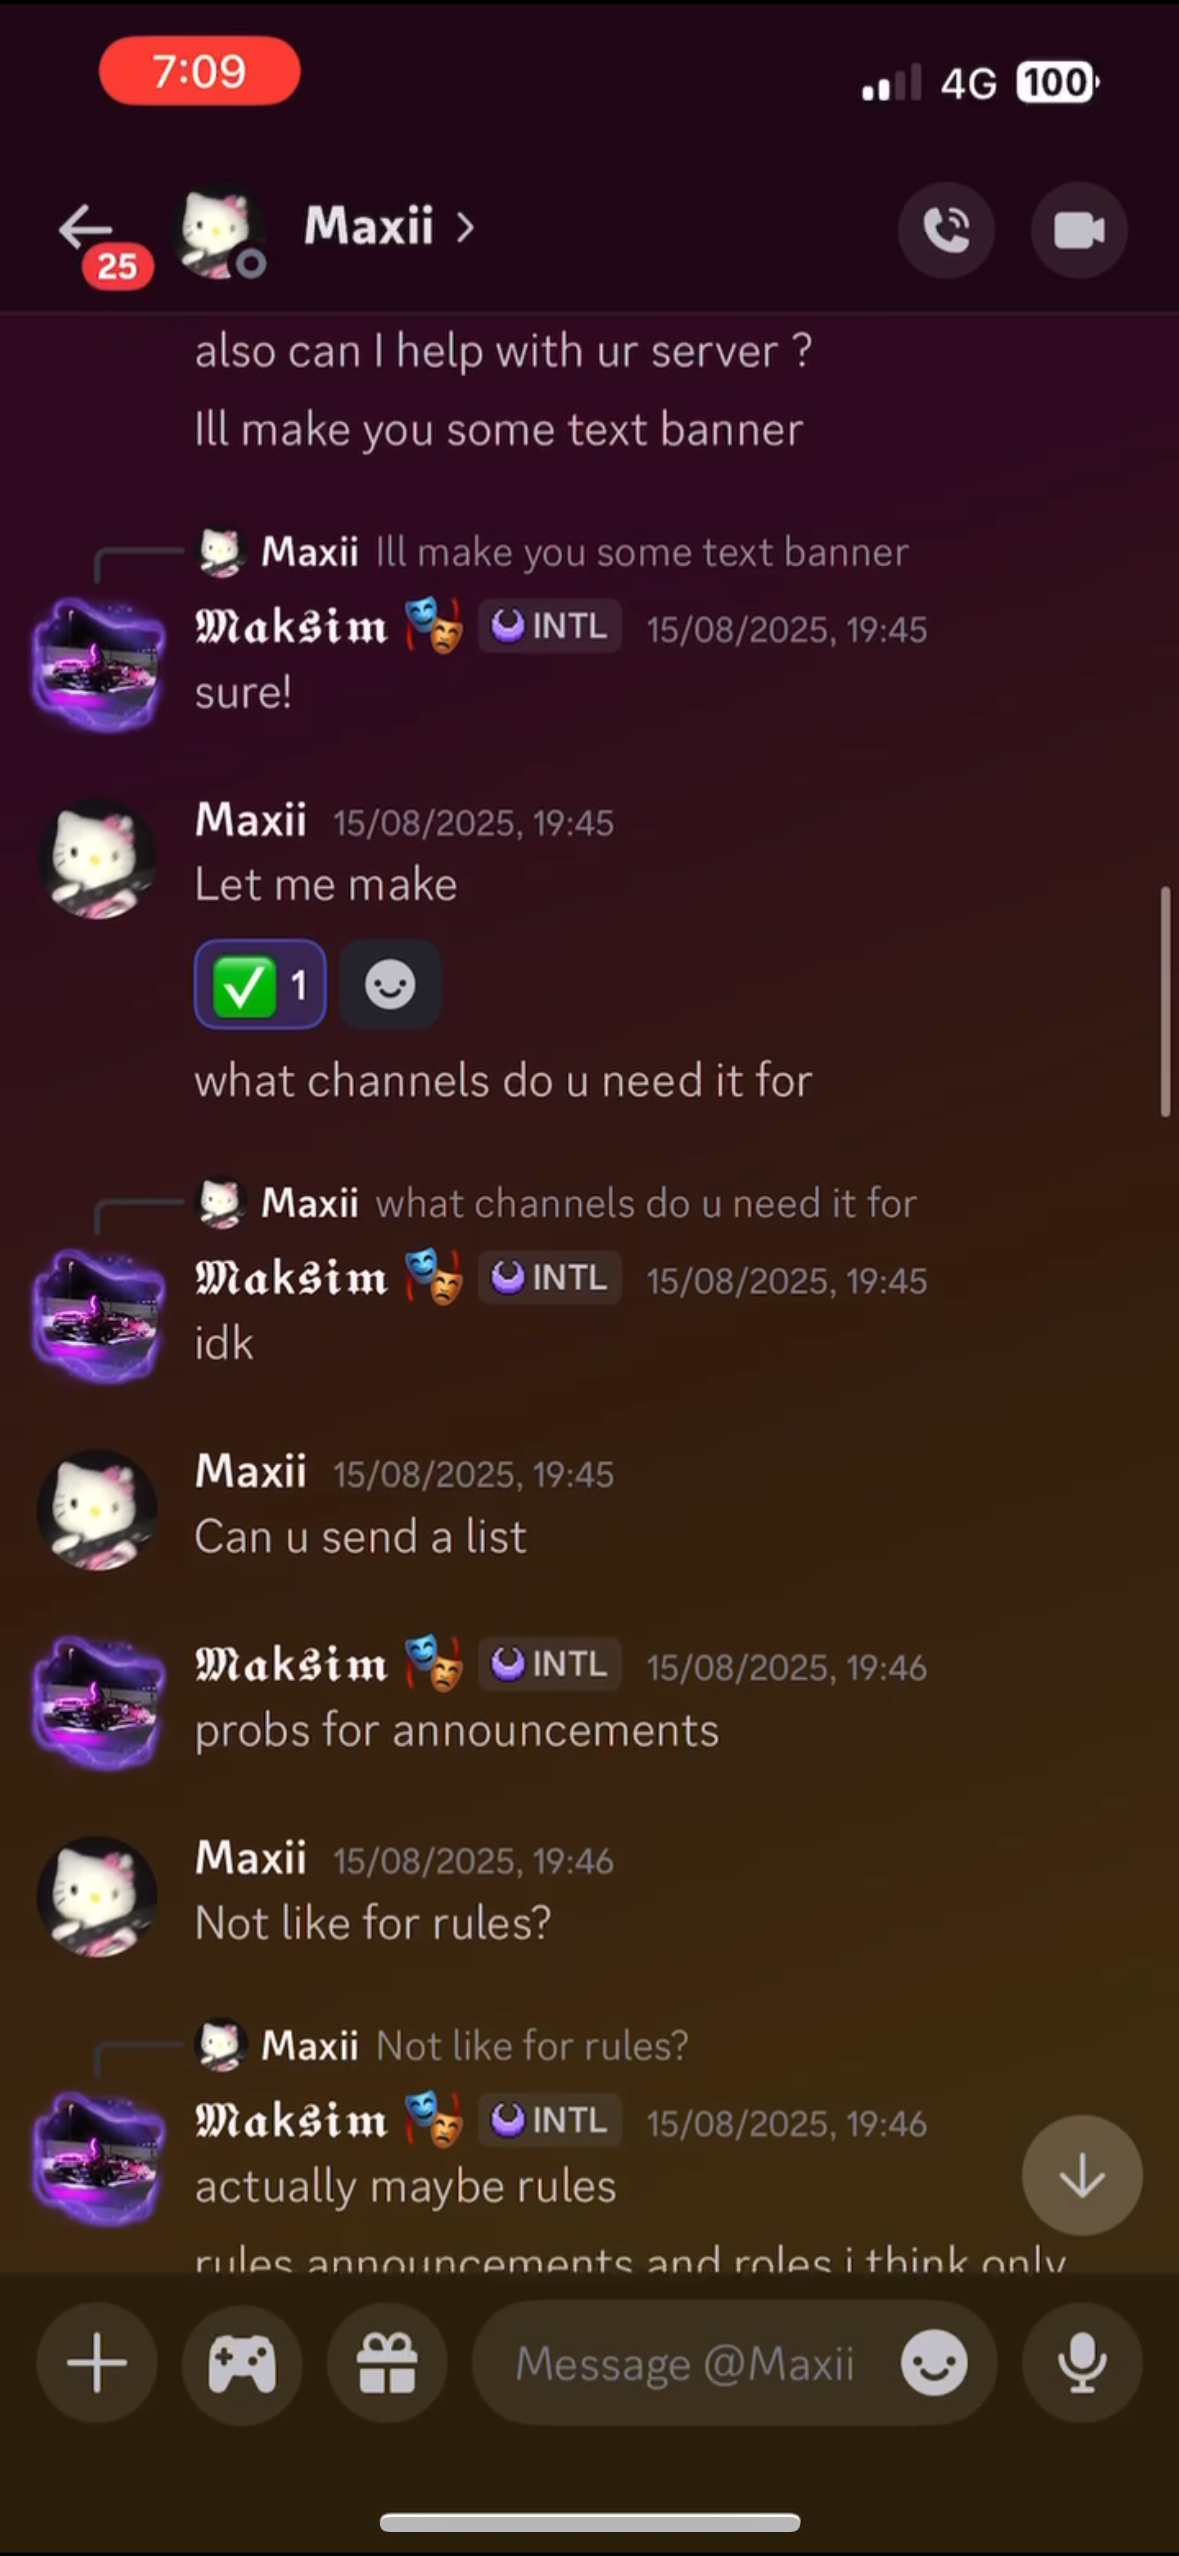 7:09
4G 100
25
Maxii
also can I help with ur server ?
Ill make you some text banner
Maxii Ill make you some text banner
𝕸𝖆𝖐𝖘𝖎𝖒 🎭 INTL 15/08/2025, 19:45
sure!
Maxii 15/08/2025, 19:45
Let me make
✅ 1
what channels do u need it for
Maxii what channels do u need it for
𝕸𝖆𝖐𝖘𝖎𝖒 🎭 INTL 15/08/2025, 19:45
idk
Maxii 15/08/2025, 19:45
Can u send a list
𝕸𝖆𝖐𝖘𝖎𝖒 🎭 INTL 15/08/2025, 19:46
probs for announcements
Maxii 15/08/2025, 19:46
Not like for rules?
Maxii Not like for rules?
𝕸𝖆𝖐𝖘𝖎𝖒 🎭 INTL 15/08/2025, 19:46
actually maybe rules
rules announcements and roles i think only
Message @Maxii